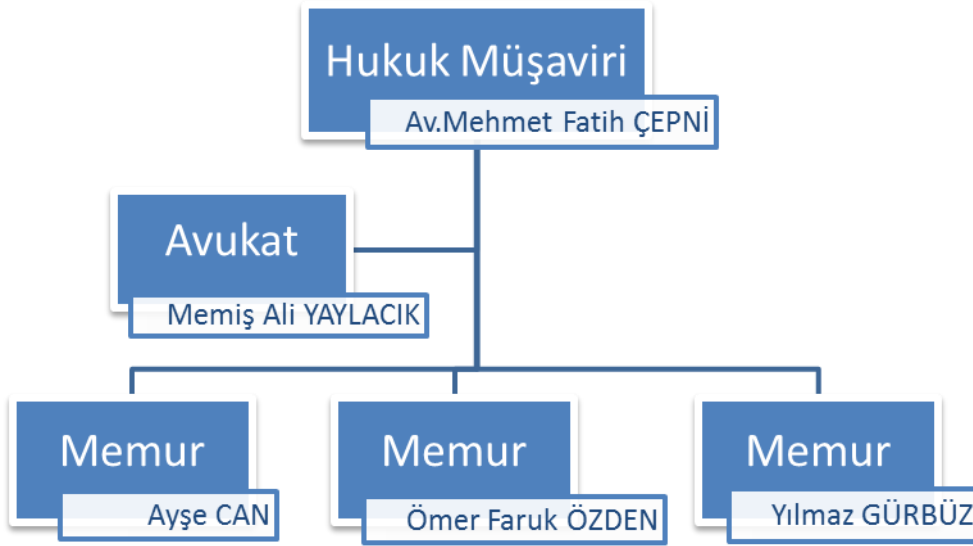 Hukuk Müşaviri
Av.Mehmet Fatih ÇEPNİ
Avukat
Memiş Ali YAYLACIK
Memur
Ayşe CAN
Memur
Ömer Faruk ÖZDEN
Memur
Yılmaz GÜRBÜZ